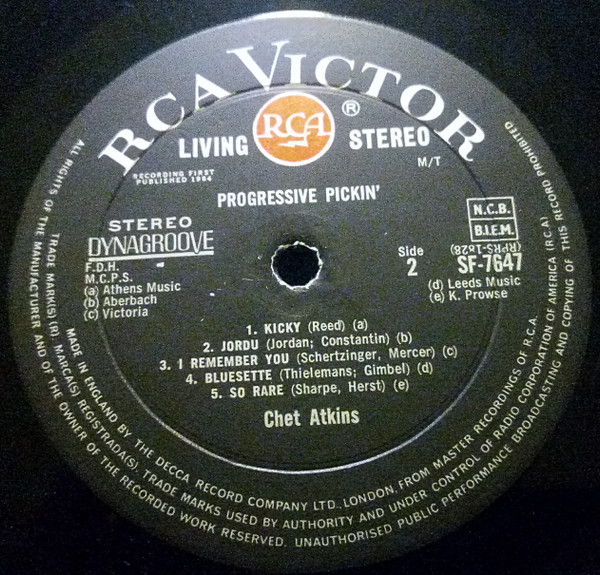 RCA VICTOR
LIVING RCA ® STEREO
M/T
RECORDING FIRST
PUBLISHED 1964
PROGRESSIVE PICKIN'
STEREO
DYNAGROOVE
F.D.H.
M.C.P.S.
(a) Athens Music
(b) Aberbach
(c) Victoria
N.C.B.
B.I.E.M.
(RPRS-1628)
Side
2
SF-7647
(d) Leeds Music
(e) K. Prowse
1. KICKY (Reed) (a)
2. JORDU (Jordan; Constantin) (b)
3. I REMEMBER YOU (Schertzinger, Mercer) (c)
4. BLUESETTE (Thielemans; Gimbel) (d)
5. SO RARE (Sharpe, Herst) (e)
Chet Atkins
MADE IN ENGLAND BY THE DECCA RECORD COMPANY LTD., LONDON, FROM MASTER RECORDINGS OF R.C.A.
TRADE MARK(S) (R) MARCA(S) REGISTRADA(S). TRADE MARKS USED BY AUTHORITY AND UNDER CONTROL OF RADIO CORPORATION OF AMERICA (R.C.A)
ALL RIGHTS OF THE MANUFACTURER AND OF THE OWNER OF THE RECORDED WORK RESERVED. UNAUTHORISED PUBLIC PERFORMANCE BROADCASTING AND COPYING OF THIS RECORD PROHIBITED